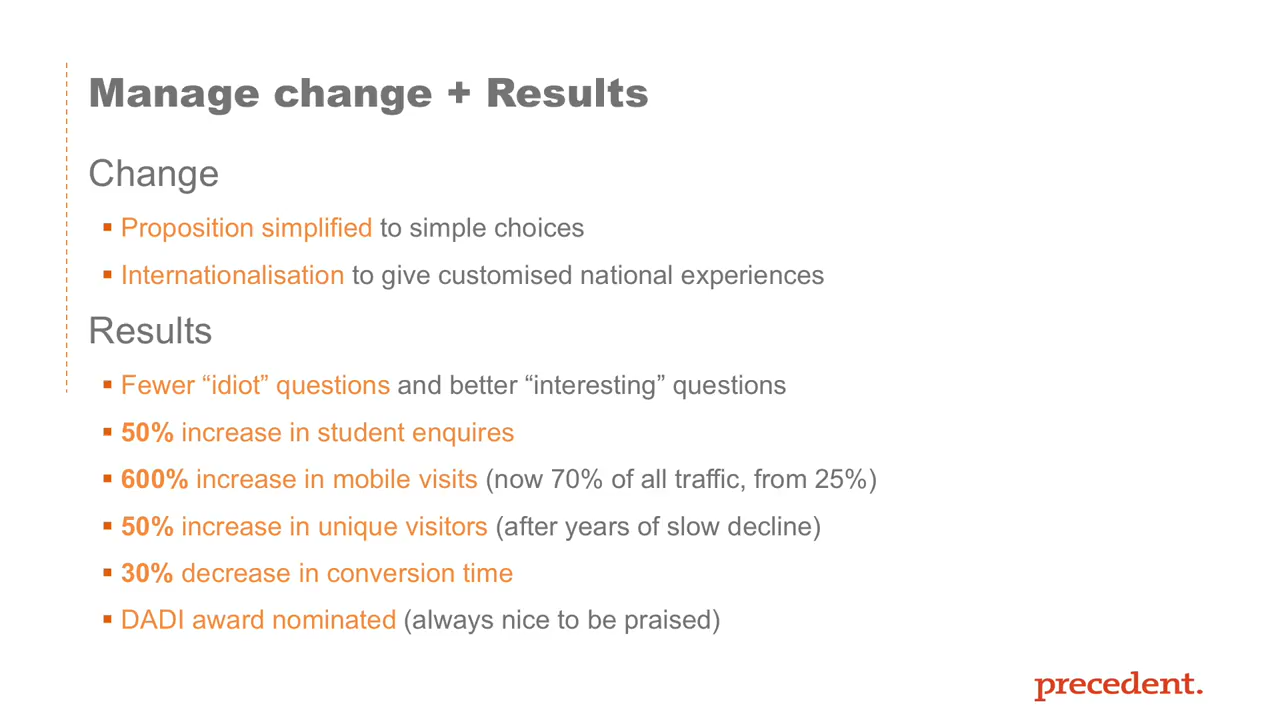 Manage change + Results
Change
▪ Proposition simplified to simple choices
▪ Internationalisation to give customised national experiences
Results
▪ Fewer “idiot” questions and better “interesting” questions
▪ 50% increase in student enquires
▪ 600% increase in mobile visits (now 70% of all traffic, from 25%)
▪ 50% increase in unique visitors (after years of slow decline)
▪ 30% decrease in conversion time
▪ DADI award nominated (always nice to be praised)
precedent.